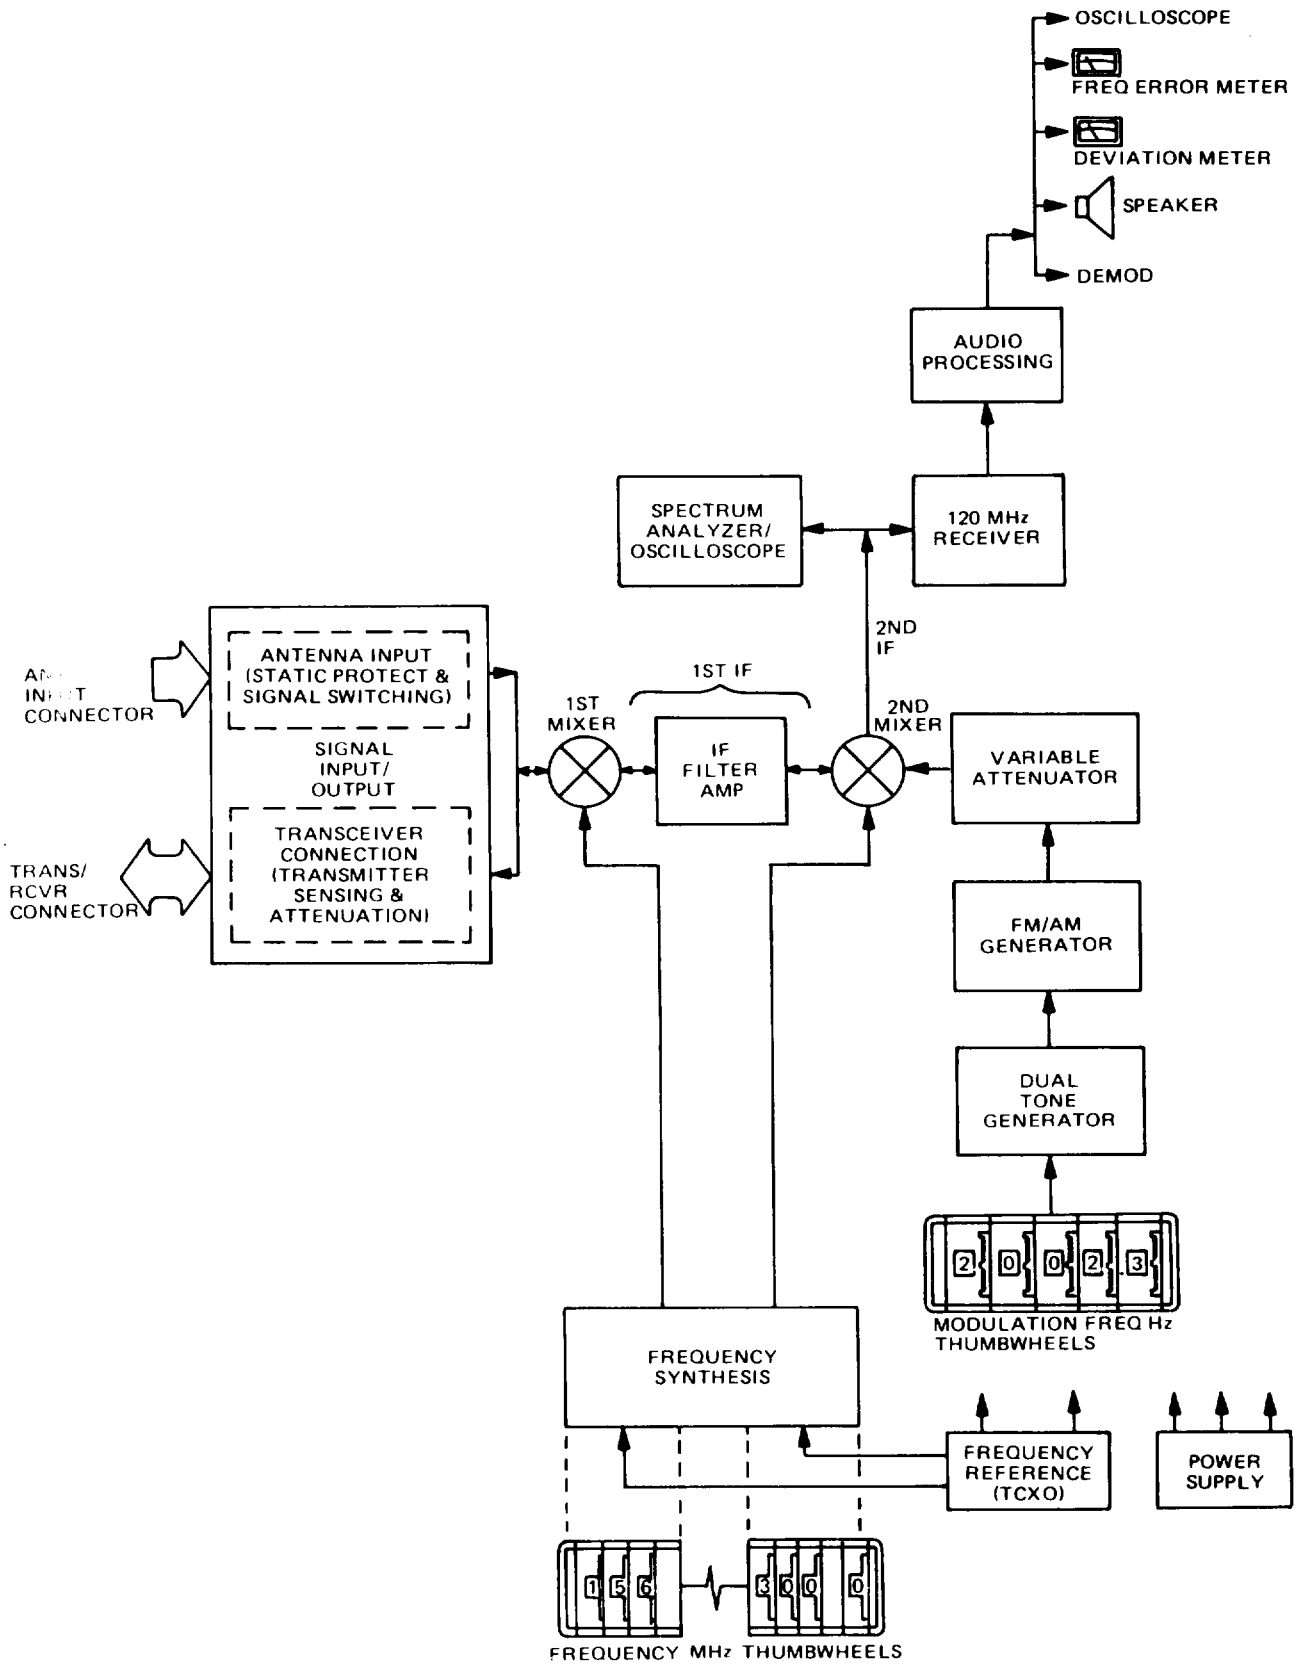 OSCILLOSCOPE
FREQ ERROR METER
DEVIATION METER
SPEAKER
DEMOD
AUDIO
PROCESSING
SPECTRUM
ANALYZER/
OSCILLOSCOPE
120 MHz
RECEIVER
2ND
IF
ANTENNA INPUT
(STATIC PROTECT &
SIGNAL SWITCHING)
CONNECTOR
SIGNAL
INPUT/
OUTPUT
TRANSCEIVER
CONNECTION
(TRANSMITTER
SENSING &
ATTENUATION)
TRANS/
RCVR
CONNECTOR
1ST
MIXER
1ST IF
IF
FILTER
AMP
2ND
MIXER
VARIABLE
ATTENUATOR
FM/AM
GENERATOR
DUAL
TONE
GENERATOR
2 0 0 2 3
MODULATION FREQ Hz
THUMBWHEELS
FREQUENCY
SYNTHESIS
FREQUENCY
REFERENCE
(TCXO)
POWER
SUPPLY
1 5 6 3 0 0 0
FREQUENCY MHz THUMBWHEELS